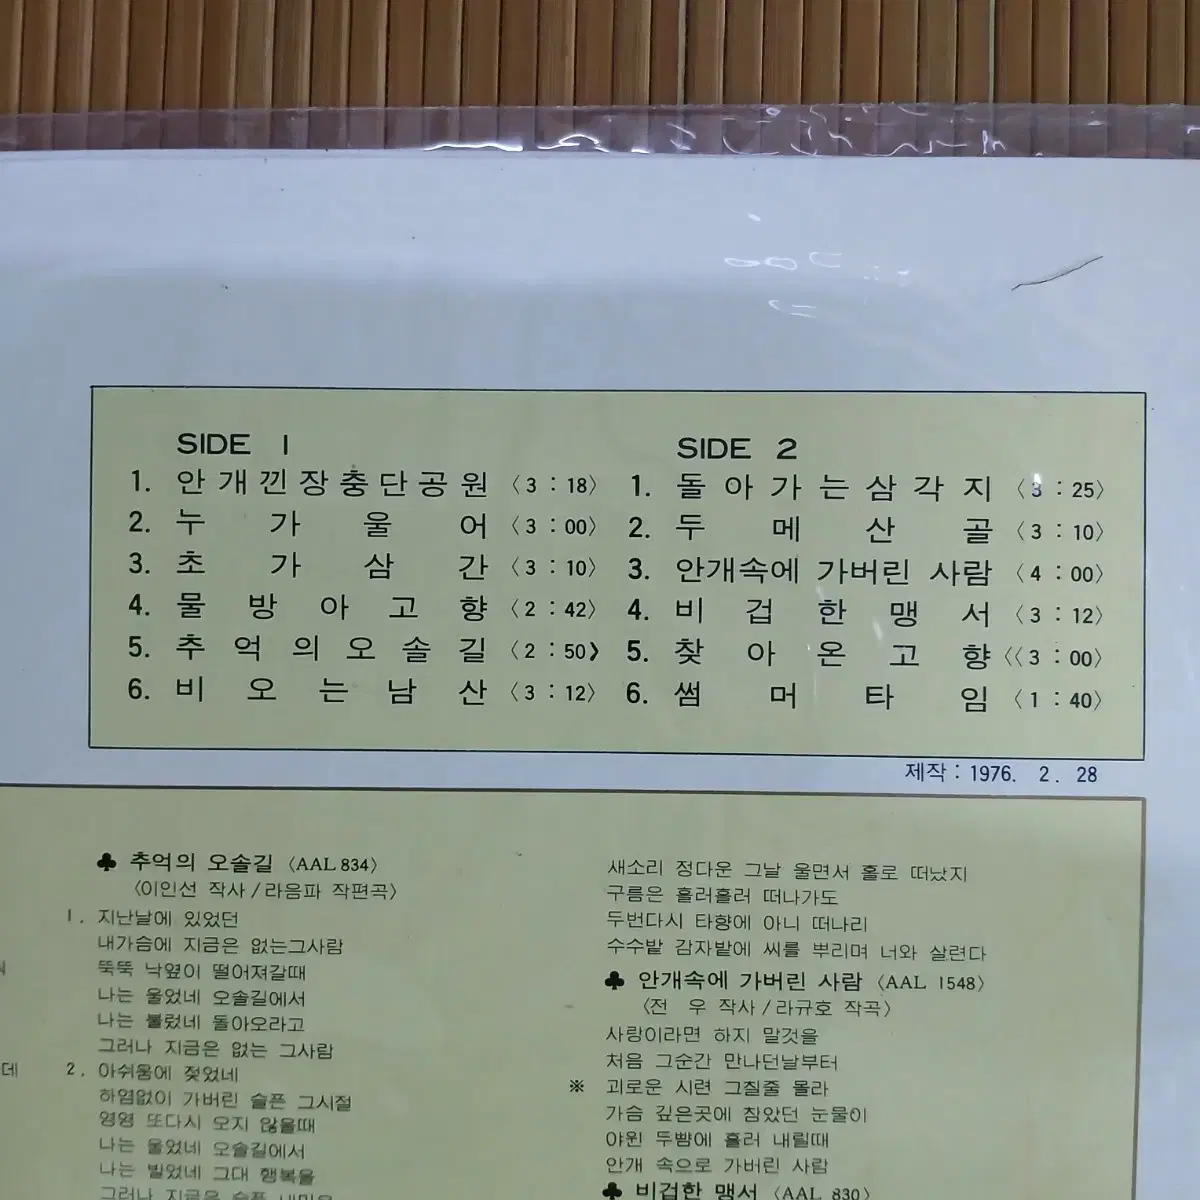 SIDE 1
1. 안개낀장충단공원 〈3:18〉
2. 누가울어 〈3:00〉
3. 초가삼간 〈3:10〉
4. 물방아고향 〈2:42〉
5. 추억의오솔길 〈2:50〉
6. 비오는남산 〈3:12〉
SIDE 2
1. 돌아가는삼각지 〈3:25〉
2. 두메산골 〈3:10〉
3. 안개속에 가버린 사람 〈4:00〉
4. 비겁한맹서 〈3:12〉
5. 찾아온고향 〈〈3:00〉
6. 썸머타임 〈1:40〉
제작 : 1976. 2. 28
♣ 추억의 오솔길 〈AAL 834〉
〈이인선 작사 / 라음파 작편곡〉
1. 지난날에 있었던
내가슴에 지금은 없는그사람
뚝뚝 낙옆이 떨어져갈때
나는 울었네 오솔길에서
나는 불렀네 돌아오라고
그러나 지금은 없는 그사람
2. 아쉬움에 젖었네
하염없이 가버린 슬픈 그시절
영영 또다시 오지 않을때
나는 울었네 오솔길에서
나는 빌었네 그대 행복을
그러나 지금은 슬픈
데
새소리 정다운 그날 울면서 홀로 떠났지
구름은 흘러흘러 떠나가도
두번다시 타향에 아니 떠나리
수수밭 감자밭에 씨를 뿌리며 너와 살련다
♣ 안개속에 가버린 사람 〈AAL 1548〉
〈전 우 작사 / 라규호 작곡〉
사랑이라면 하지 말것을
처음 그순간 만나던날부터
※ 괴로운 시련 그칠줄 몰라
가슴 깊은곳에 참았던 눈물이
야윈 두뺨에 흘러 내릴때
안개 속으로 가버린 사람
♣ 비겁한 맹서 〈AAL 830〉